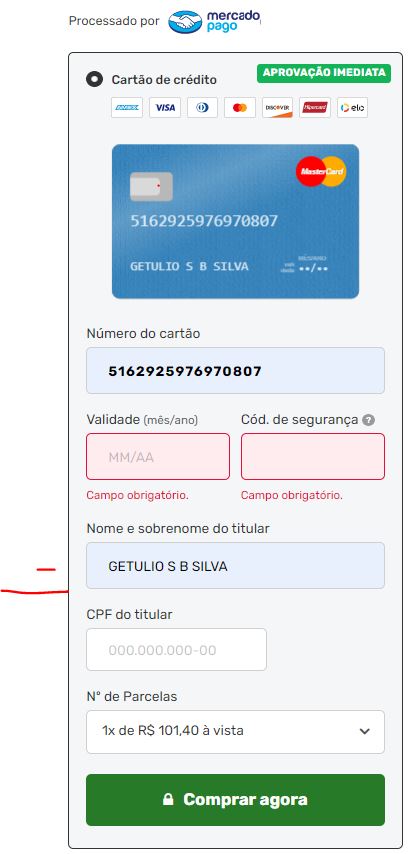 Processado por mercado pago
Cartão de crédito
APROVAÇÃO IMEDIATA
AMEX VISA DISCOVER Hipercard elo
MasterCard
5162925976970807
MÊS/ANO
GETULIO S B SILVA ••/••
Número do cartão
5162925976970807
Validade (mês/ano) Cód. de segurança ?
MM/AA
Campo obrigatório. Campo obrigatório.
Nome e sobrenome do titular
GETULIO S B SILVA
CPF do titular
000.000.000-00
Nº de Parcelas
1x de R$ 101,40 à vista
Comprar agora